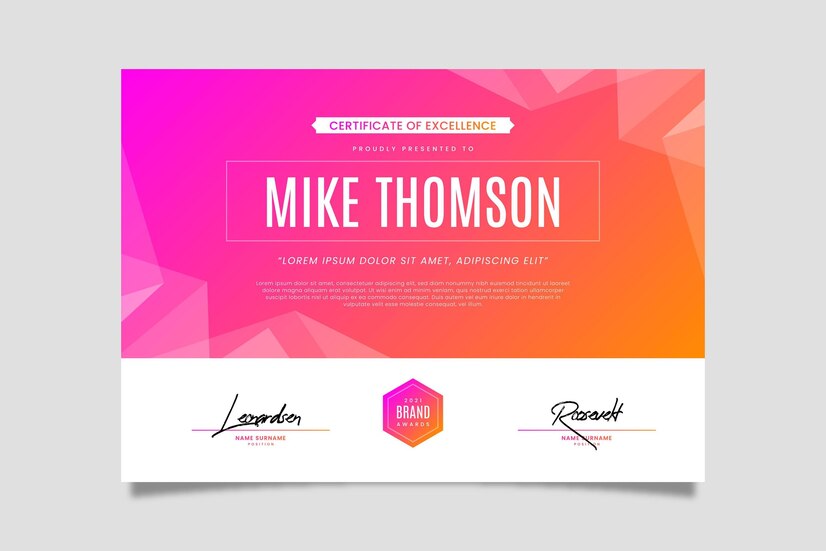 CERTIFICATE OF EXCELLENCE
PROUDLY PRESENTED TO
MIKE THOMSON
"LOREM IPSUM DOLOR SIT AMET, ADIPISCING ELIT"
Lorem ipsum dolor sit amet, consectetuer adipiscing elit, sed diam nonummy nibh euismod tincidunt
ut laoreet dolore magna aliquam erat volutpat. Ut wisi enim ad minim veniam, quis nostrud exerci tation ullamcorper
suscipit lobortis nisl ut aliquip ex ea commodo consequat. Duis autem
vel eum iriure dolor in hendrerit in vulputate velit esse molestie consequat, vel illum.
Leonardsen
NAME SURNAME
POSITION
2021
BRAND
AWARDS
Roosevelt
NAME SURNAME
POSITION